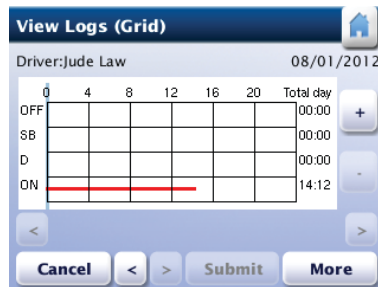 View Logs (Grid)
Driver:Jude Law 08/01/2012
0 4 8 12 16 20 Total day
OFF 00:00
+
SB 00:00
D 00:00
-
ON 14:12
< >
Cancel < > Submit More